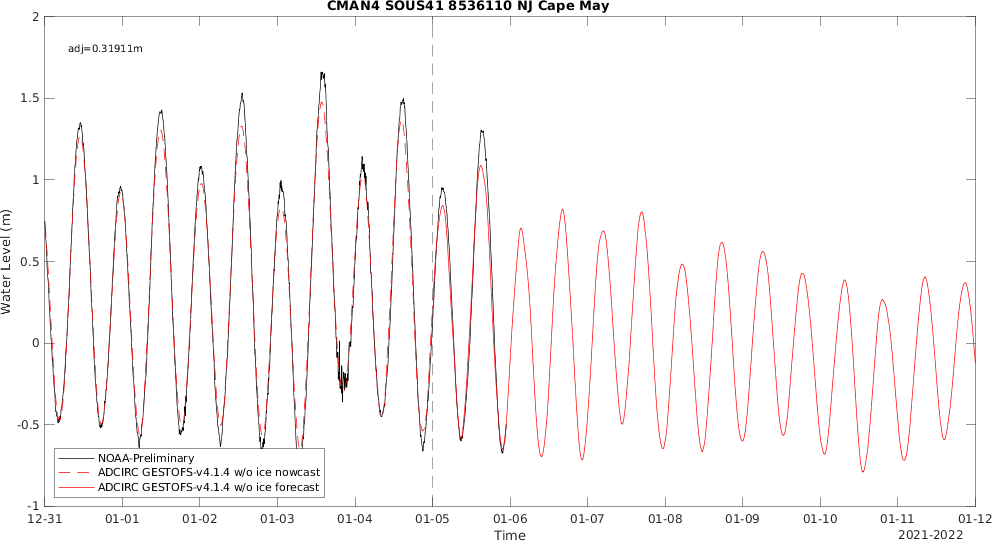 CMAN4 SOUS41 8536110 NJ Cape May
adj=0.31911m
2
1.5
1
0.5
0
-0.5
-1
Water Level (m)
NOAA-Preliminary
ADCIRC GESTOFS-v4.1.4 w/o ice nowcast
ADCIRC GESTOFS-v4.1.4 w/o ice forecast
12-31 01-01 01-02 01-03 01-04 01-05 01-06 01-07 01-08 01-09 01-10 01-11 01-12
Time
2021-2022